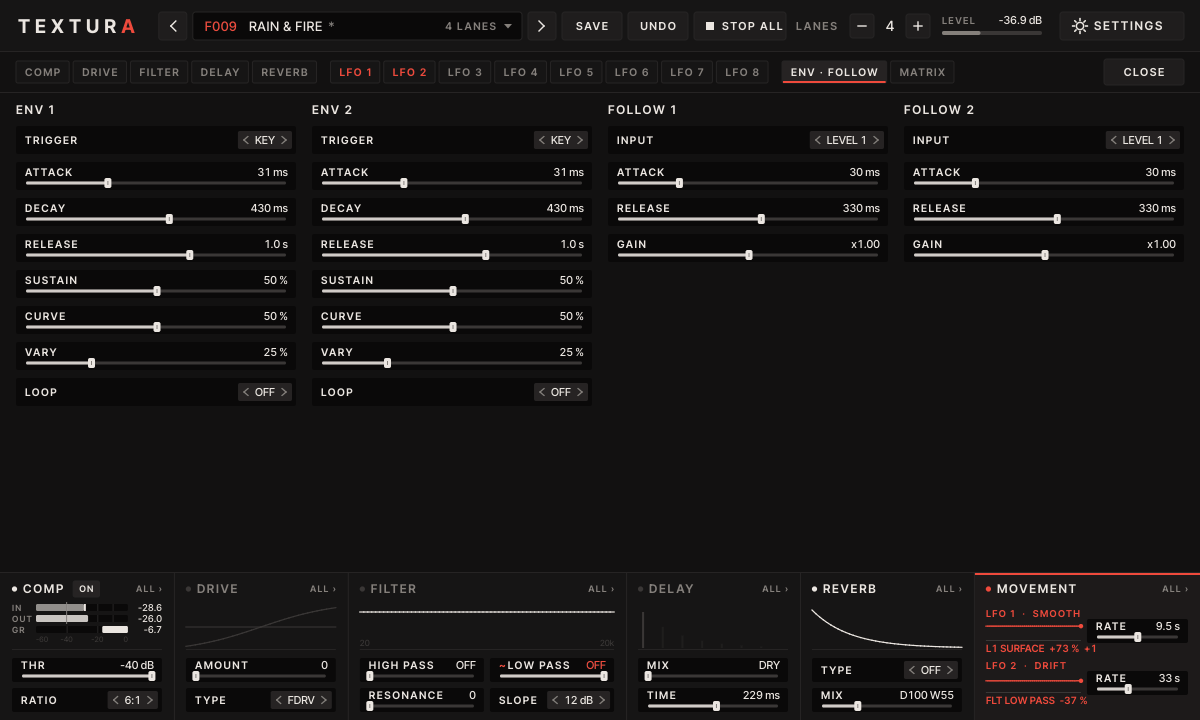 TEXTURA F009 RAIN & FIRE * 4 LANES SAVE UNDO STOP ALL LANES 4 LEVEL -36.9 dB SETTINGS
COMP DRIVE FILTER DELAY REVERB LFO 1 LFO 2 LFO 3 LFO 4 LFO 5 LFO 6 LFO 7 LFO 8 ENV · FOLLOW MATRIX CLOSE
ENV 1 ENV 2 FOLLOW 1 FOLLOW 2
TRIGGER < KEY > TRIGGER < KEY > INPUT < LEVEL 1 > INPUT < LEVEL 1 >
ATTACK 31 ms ATTACK 31 ms ATTACK 30 ms ATTACK 30 ms
DECAY 430 ms DECAY 430 ms RELEASE 330 ms RELEASE 330 ms
RELEASE 1.0 s RELEASE 1.0 s GAIN x1.00 GAIN x1.00
SUSTAIN 50 % SUSTAIN 50 %
CURVE 50 % CURVE 50 %
VARY 25 % VARY 25 %
LOOP < OFF > LOOP < OFF >
COMP ON ALL › DRIVE ALL › FILTER ALL › DELAY ALL › REVERB ALL › MOVEMENT ALL ›
IN -28.6
OUT -26.0
GR -6.7
-60 -40 -20 0
20 20k
LFO 1 · SMOOTH
RATE 9.5 s
L1 SURFACE +73 % +1
THR -40 dB AMOUNT 0 HIGH PASS OFF ~LOW PASS OFF MIX DRY TYPE < OFF >
LFO 2 · DRIFT
RATE 33 s
RATIO < 6:1 > TYPE < FDRV > RESONANCE 0 SLOPE < 12 dB > TIME 229 ms MIX D100 W55
FLT LOW PASS -37 %